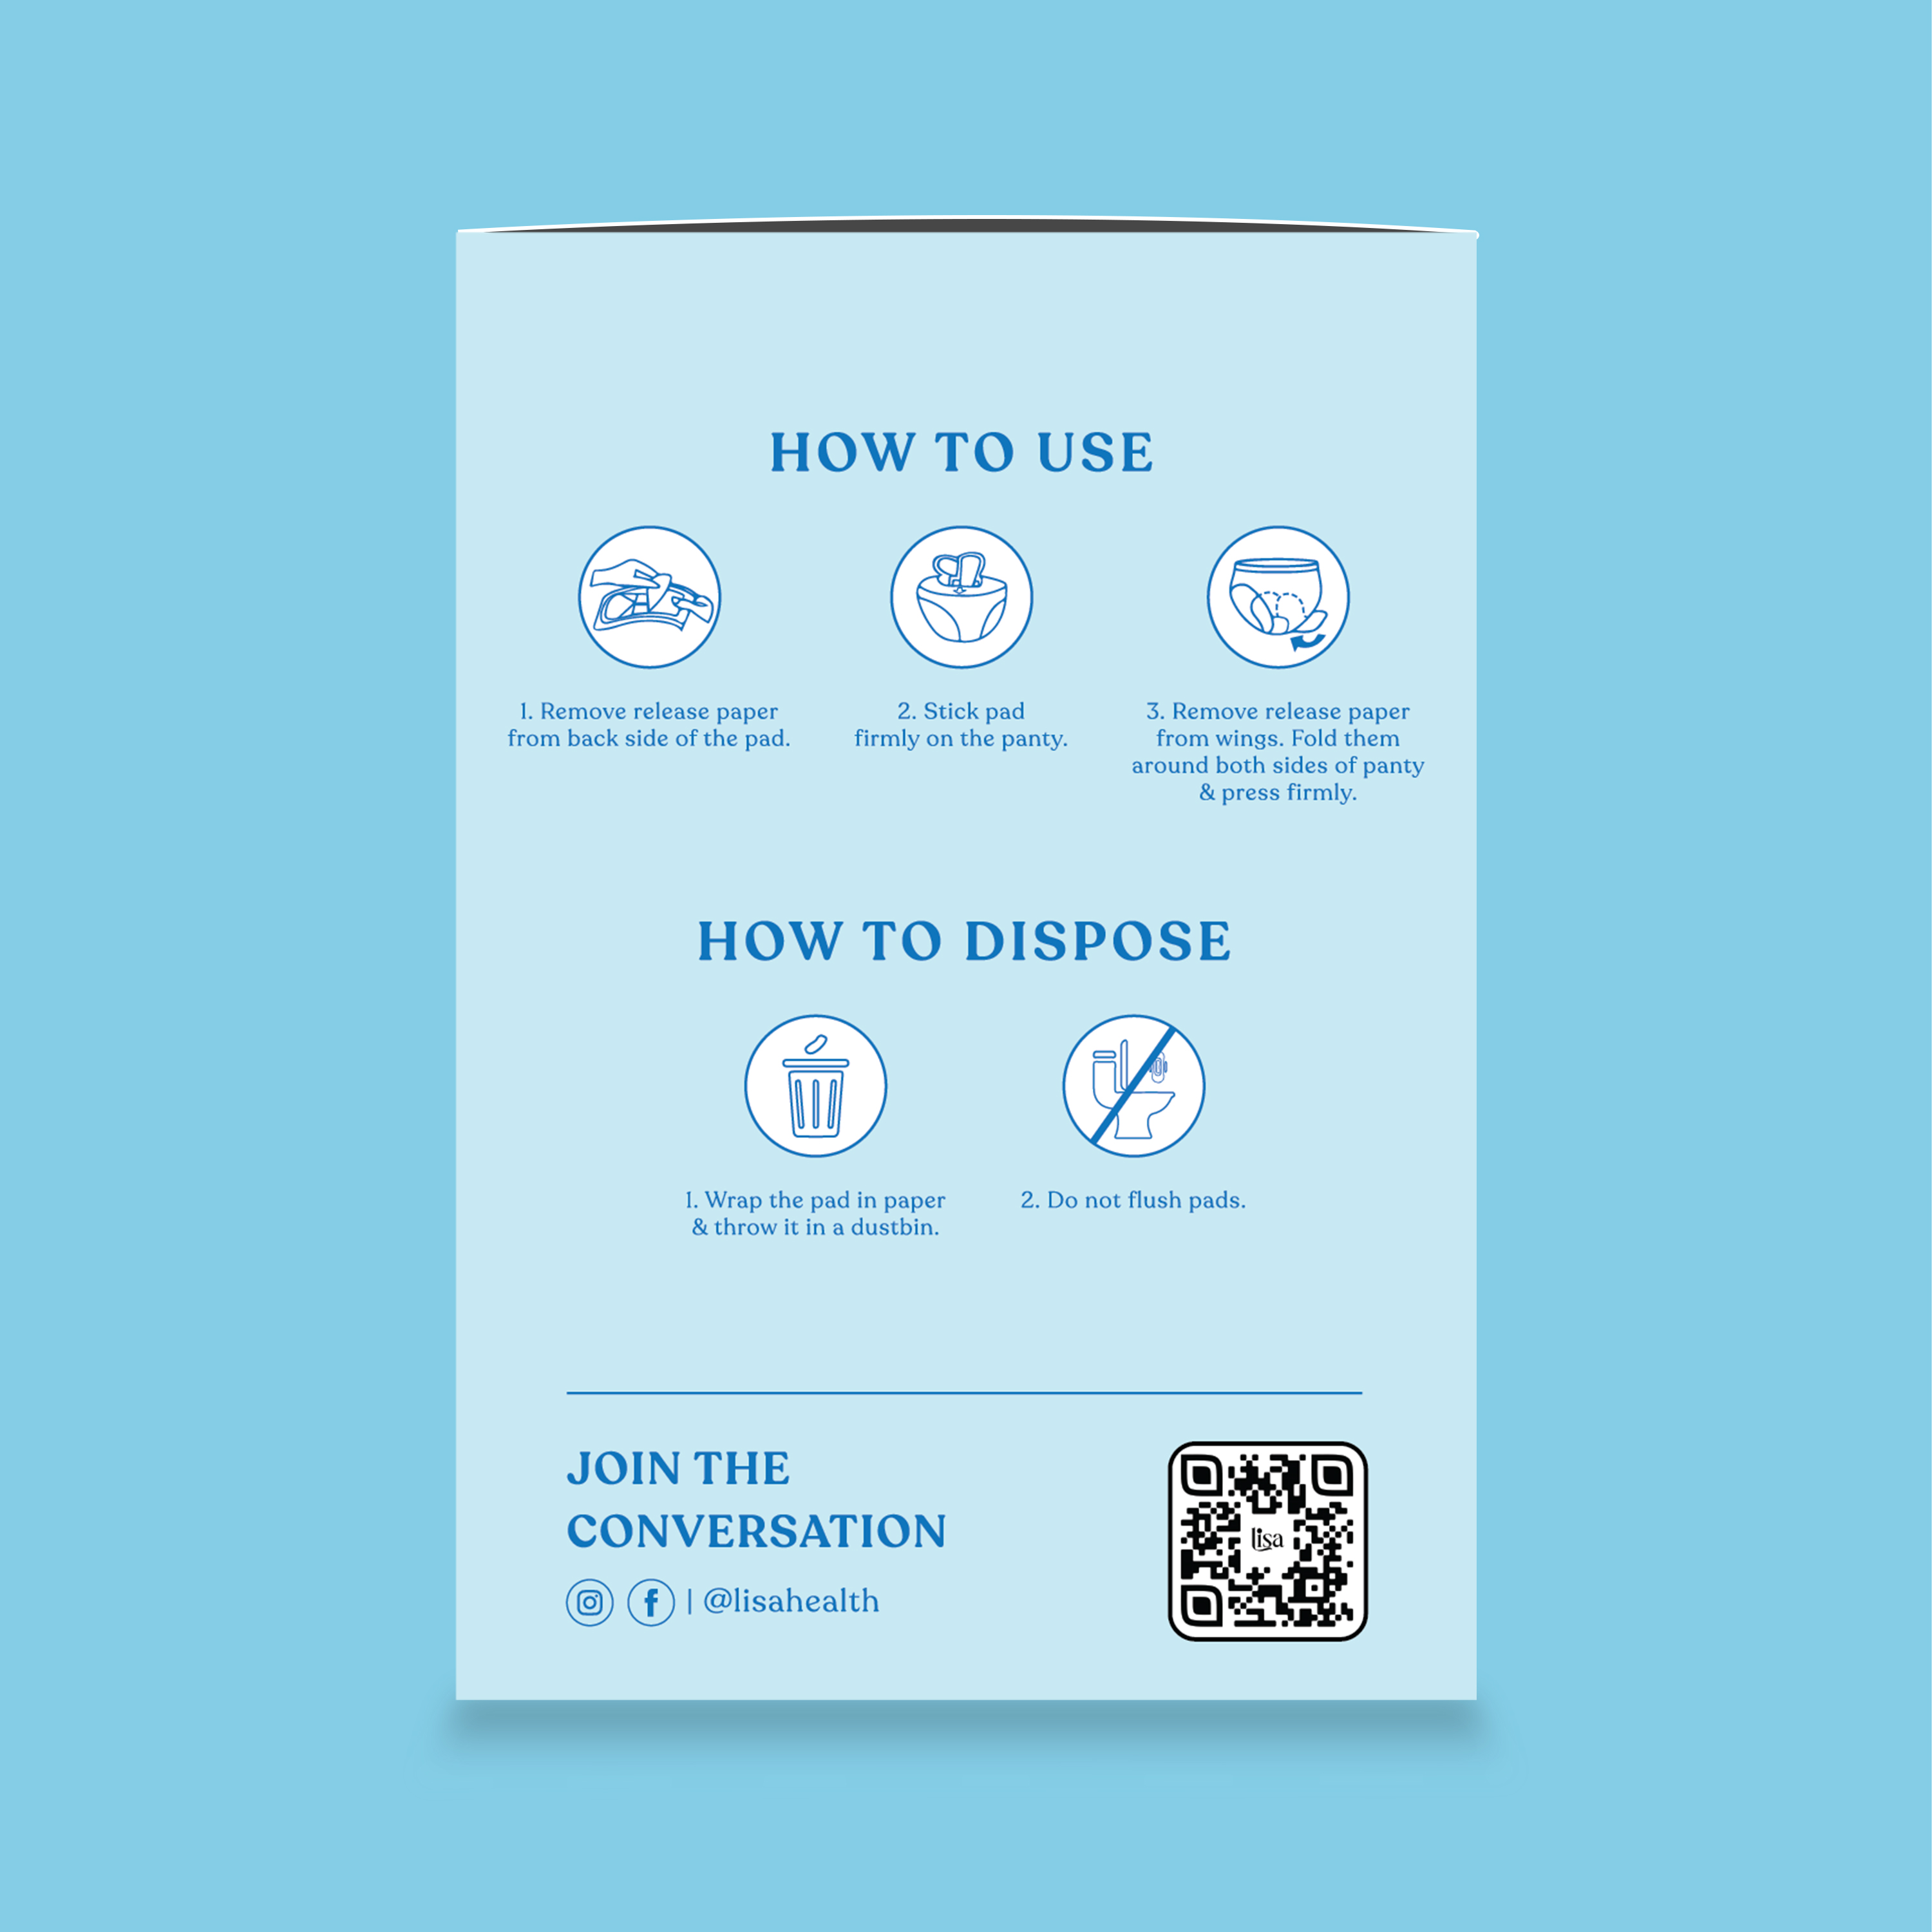 HOW TO USE
1. Remove release paper
from back side of the pad.
2. Stick pad
firmly on the panty.
3. Remove release paper
from wings. Fold them
around both sides of panty
& press firmly.
HOW TO DISPOSE
1. Wrap the pad in paper
& throw it in a dustbin.
2. Do not flush pads.
JOIN THE
CONVERSATION
| @lisahealth
lisa